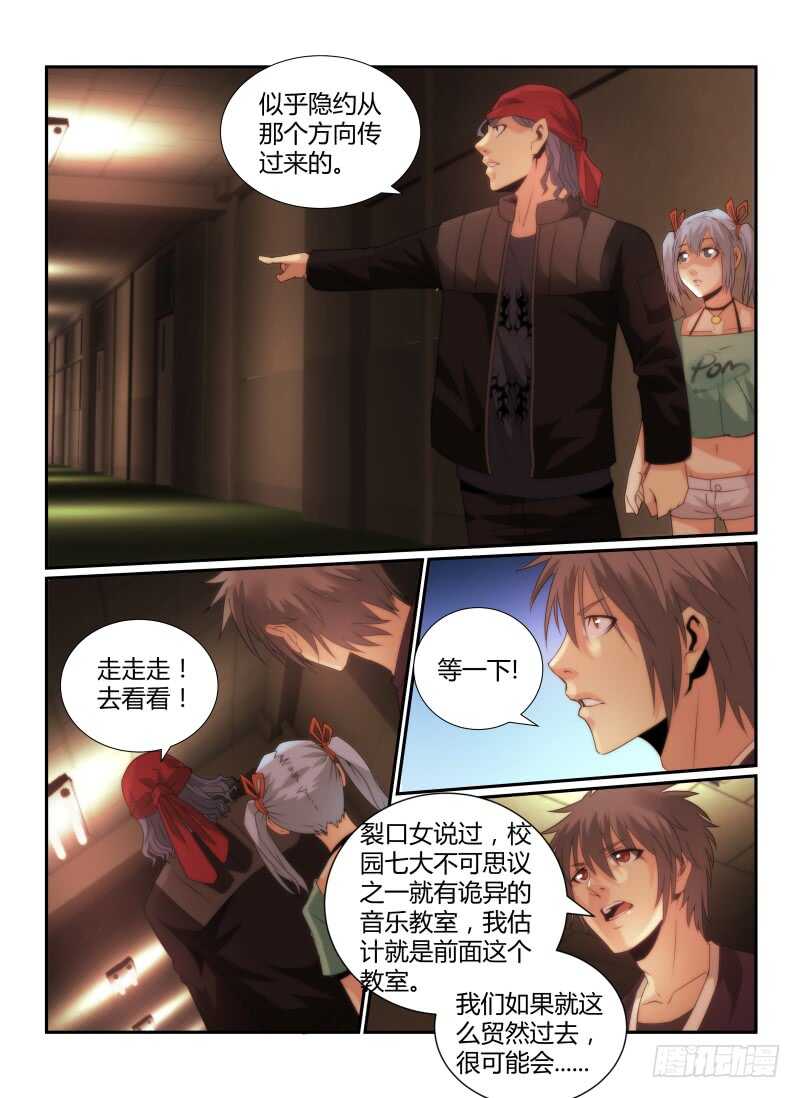 似乎隐约从
那个方向传
过来的。
Pom
走走走！
去看看！
等一下!
裂口女说过，校
园七大不可思议
之一就有诡异的
音乐教室，我估
计就是前面这个
教室。
我们如果就这
么贸然过去，
很可能会……
腾讯动漫